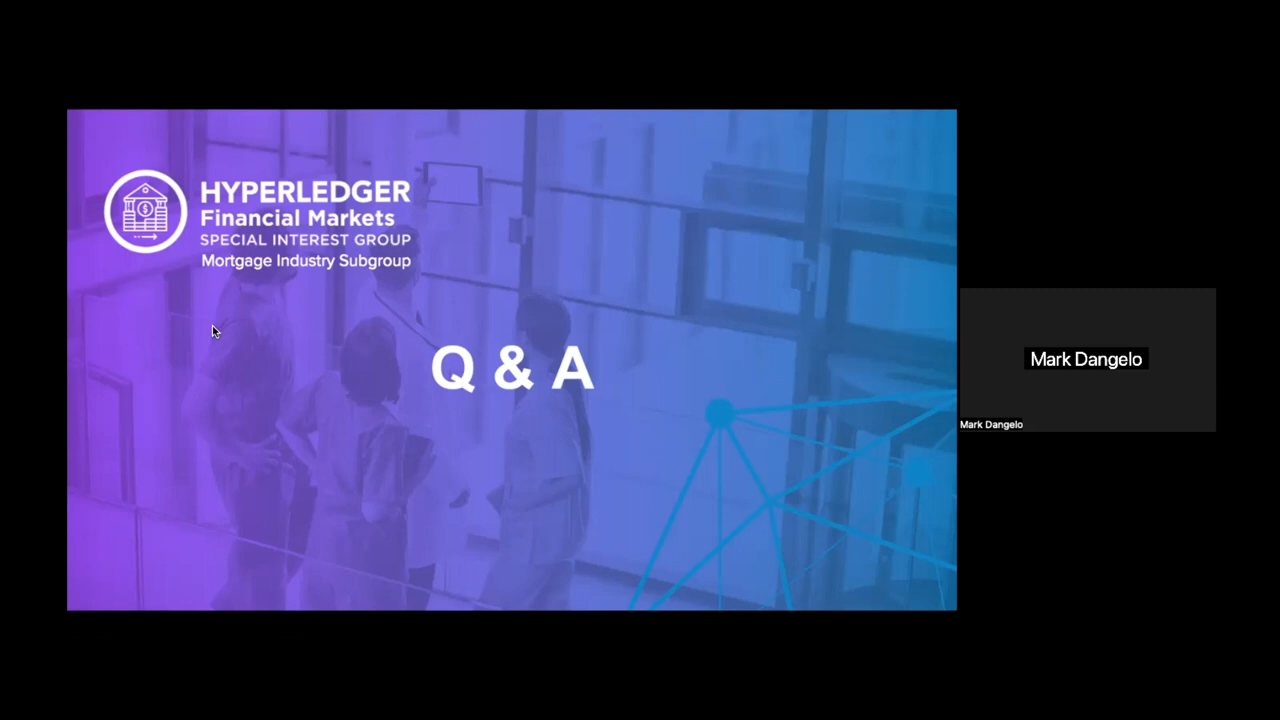 HYPERLEDGER
Financial Markets
SPECIAL INTEREST GROUP
Mortgage Industry Subgroup
Q & A
Mark Dangelo
Mark Dangelo